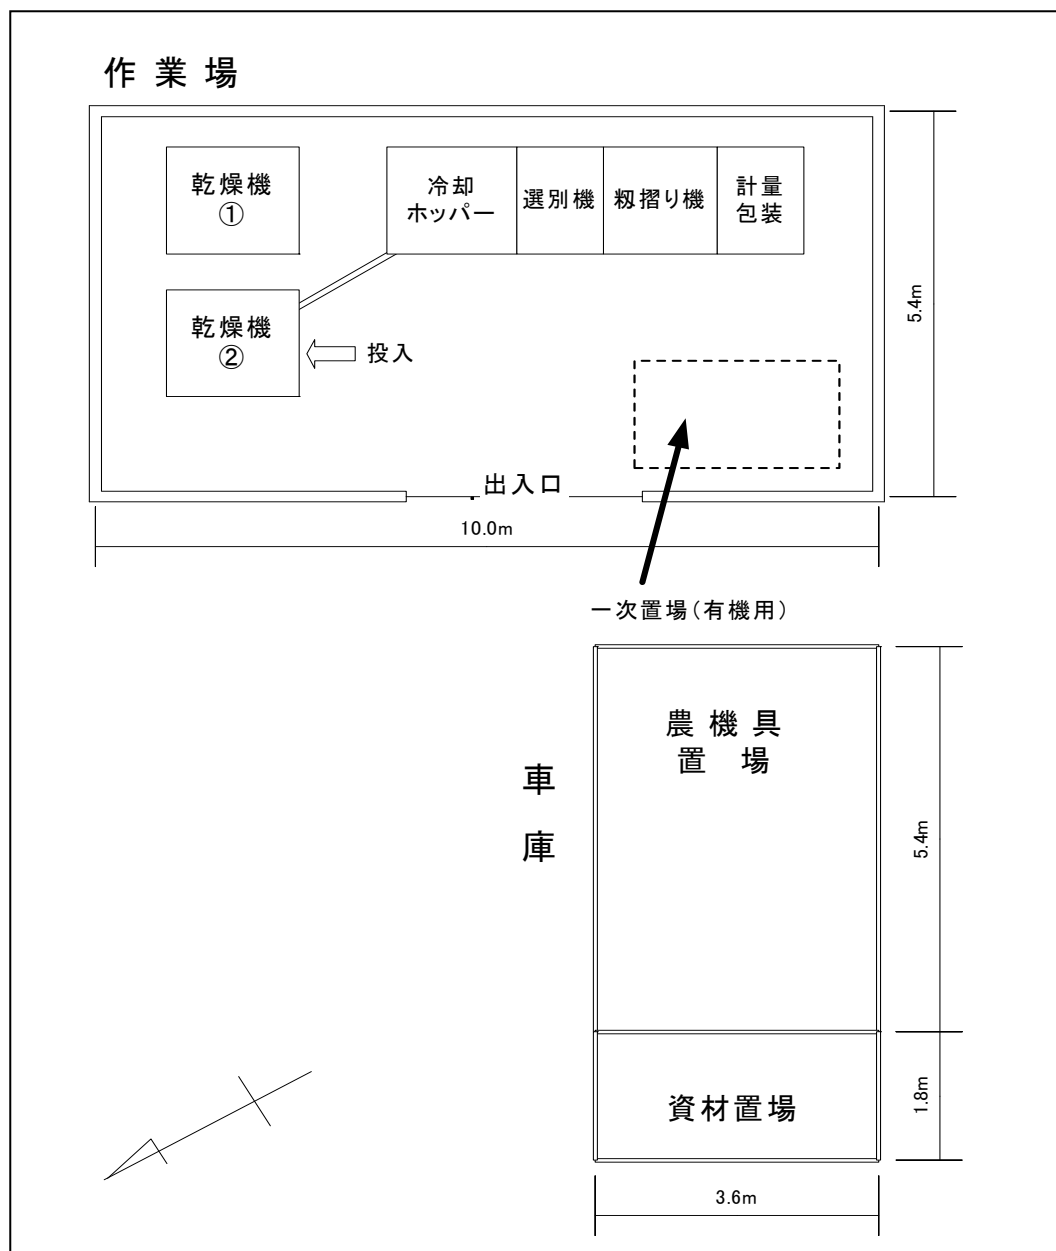 作業場
乾燥機
①
冷却
ホッパー
選別機
籾摺り機
計量
包装
乾燥機
②
投入
5.4m
出入口
10.0m
一次置場(有機用)
農機具
置場
車
庫
5.4m
資材置場
1.8m
3.6m